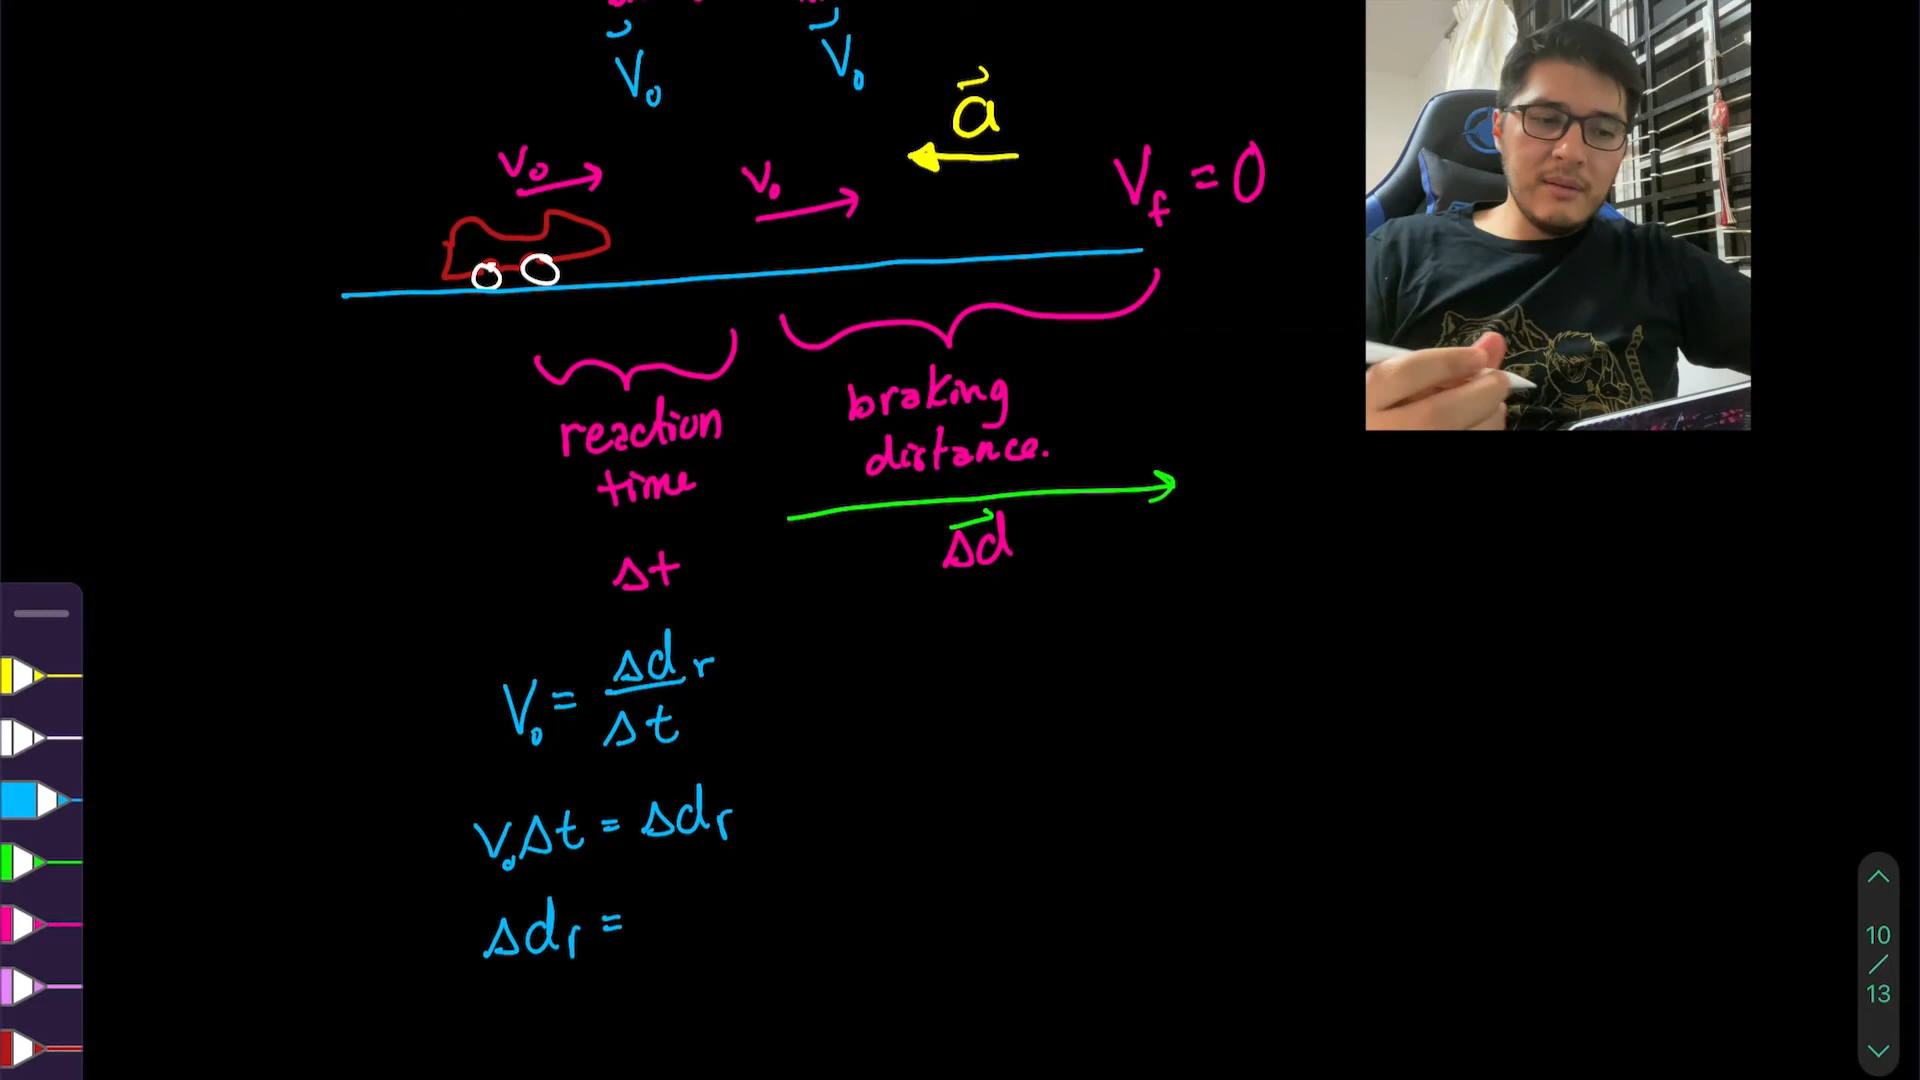 V₀ V₀
a⃗
V₀ V₀ V_f = 0
reaction time
braking distance.
Δt
Δd⃗
V₀ = Δd_r / Δt
V₀Δt = Δd_r
Δd_r =
10 / 13